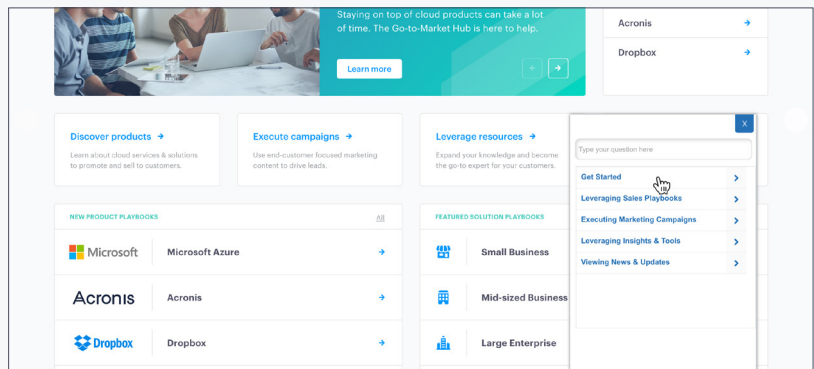 Staying on top of cloud products can take a lot
of time. The Go-to-Market Hub is here to help.
Learn more
Acronis
Dropbox
Discover products
Learn about cloud services & solutions
to promote and sell to customers.
Execute campaigns
Use end-customer focused marketing
content to drive leads.
Leverage resources
Expand your knowledge and become
the go-to expert for your customers.
X
Type your question here
Get Started
Leveraging Sales Playbooks
Executing Marketing Campaigns
Leveraging Insights & Tools
Viewing News & Updates
NEW PRODUCT PLAYBOOKS
All
Microsoft
Microsoft Azure
Acronis
Acronis
Dropbox
Dropbox
FEATURED SOLUTION PLAYBOOKS
Small Business
Mid-sized Business
Large Enterprise